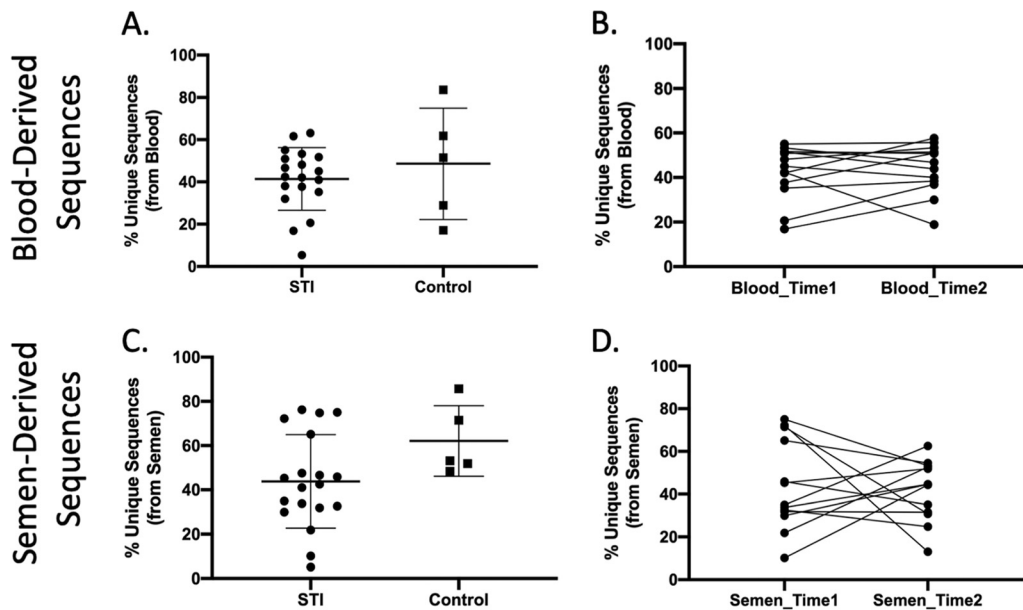 Blood-Derived
Sequences
A.
% Unique Sequences
(from Blood)
100
80
60
40
20
0
STI
Control
B.
% Unique Sequences
(from Blood)
100
80
60
40
20
0
Blood_Time1
Blood_Time2
Semen-Derived
Sequences
C.
% Unique Sequences
(from Semen)
100
80
60
40
20
0
STI
Control
D.
% Unique Sequences
(from Semen)
100
80
60
40
20
0
Semen_Time1
Semen_Time2